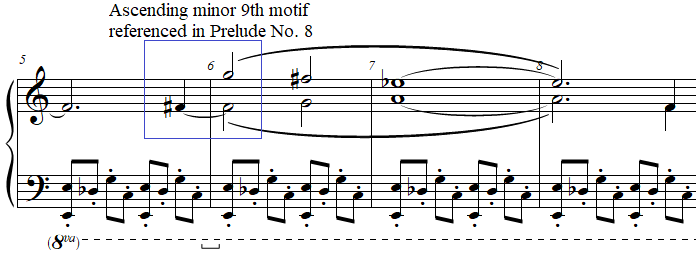 Ascending minor 9th motif
referenced in Prelude No. 8
5
6
7
8
(8va)